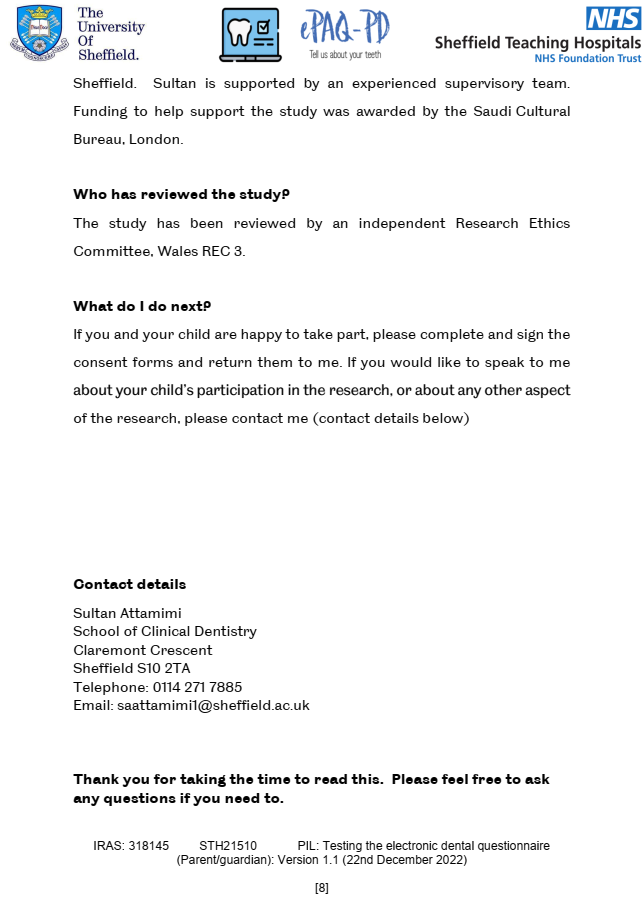 The
University
Of
Sheffield.
ePAQ-PD
Tell us about your teeth
NHS
Sheffield Teaching Hospitals
NHS Foundation Trust
Sheffield.  Sultan is supported by an experienced supervisory team.
Funding to help support the study was awarded by the Saudi Cultural
Bureau, London.
Who has reviewed the study?
The study has been reviewed by an independent Research Ethics
Committee, Wales REC 3.
What do I do next?
If you and your child are happy to take part, please complete and sign the
consent forms and return them to me. If you would like to speak to me
about your child's participation in the research, or about any other aspect
of the research, please contact me (contact details below)
Contact details
Sultan Attamimi
School of Clinical Dentistry
Claremont Crescent
Sheffield S10 2TA
Telephone: 0114 271 7885
Email: saattamimi1@sheffield.ac.uk
Thank you for taking the time to read this.  Please feel free to ask
any questions if you need to.
IRAS: 318145 STH21510 PIL: Testing the electronic dental questionnaire
(Parent/guardian): Version 1.1 (22nd December 2022)
[8]